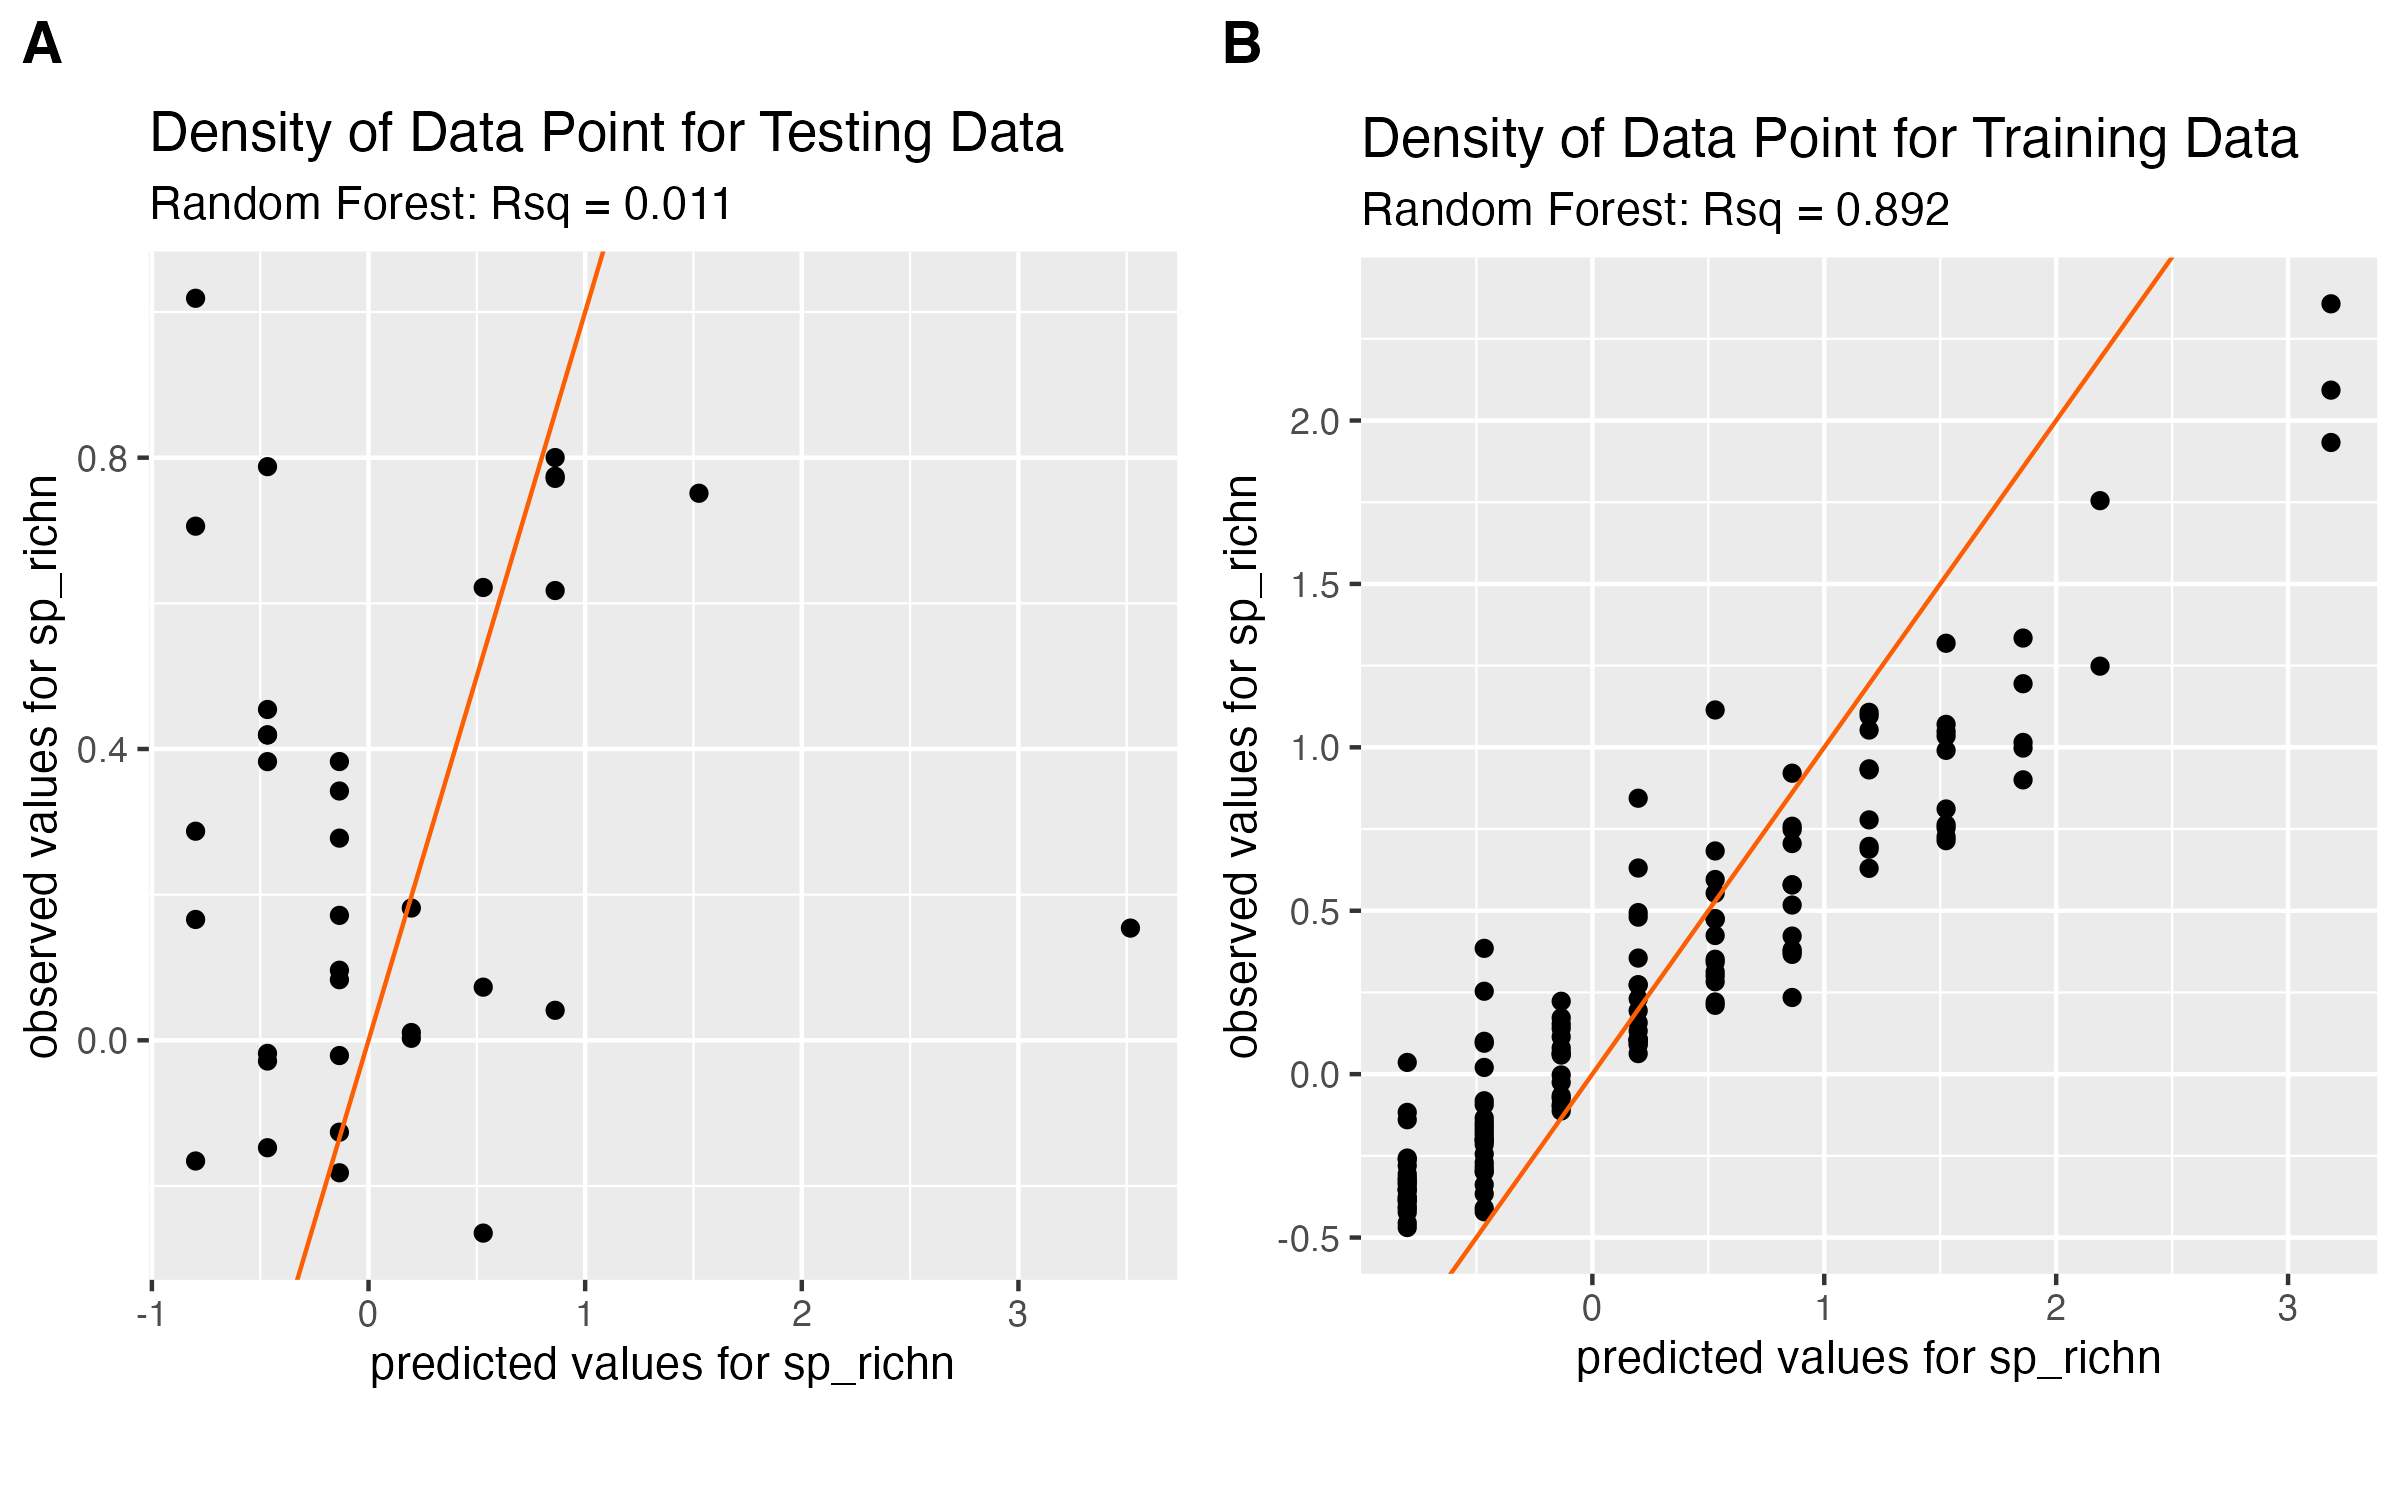 A
Density of Data Point for Testing Data
Random Forest: Rsq = 0.011
observed values for sp_richn
0.8
0.4
0.0
-1 0 1 2 3
predicted values for sp_richn
B
Density of Data Point for Training Data
Random Forest: Rsq = 0.892
observed values for sp_richn
2.0
1.5
1.0
0.5
0.0
-0.5
0 1 2 3
predicted values for sp_richn